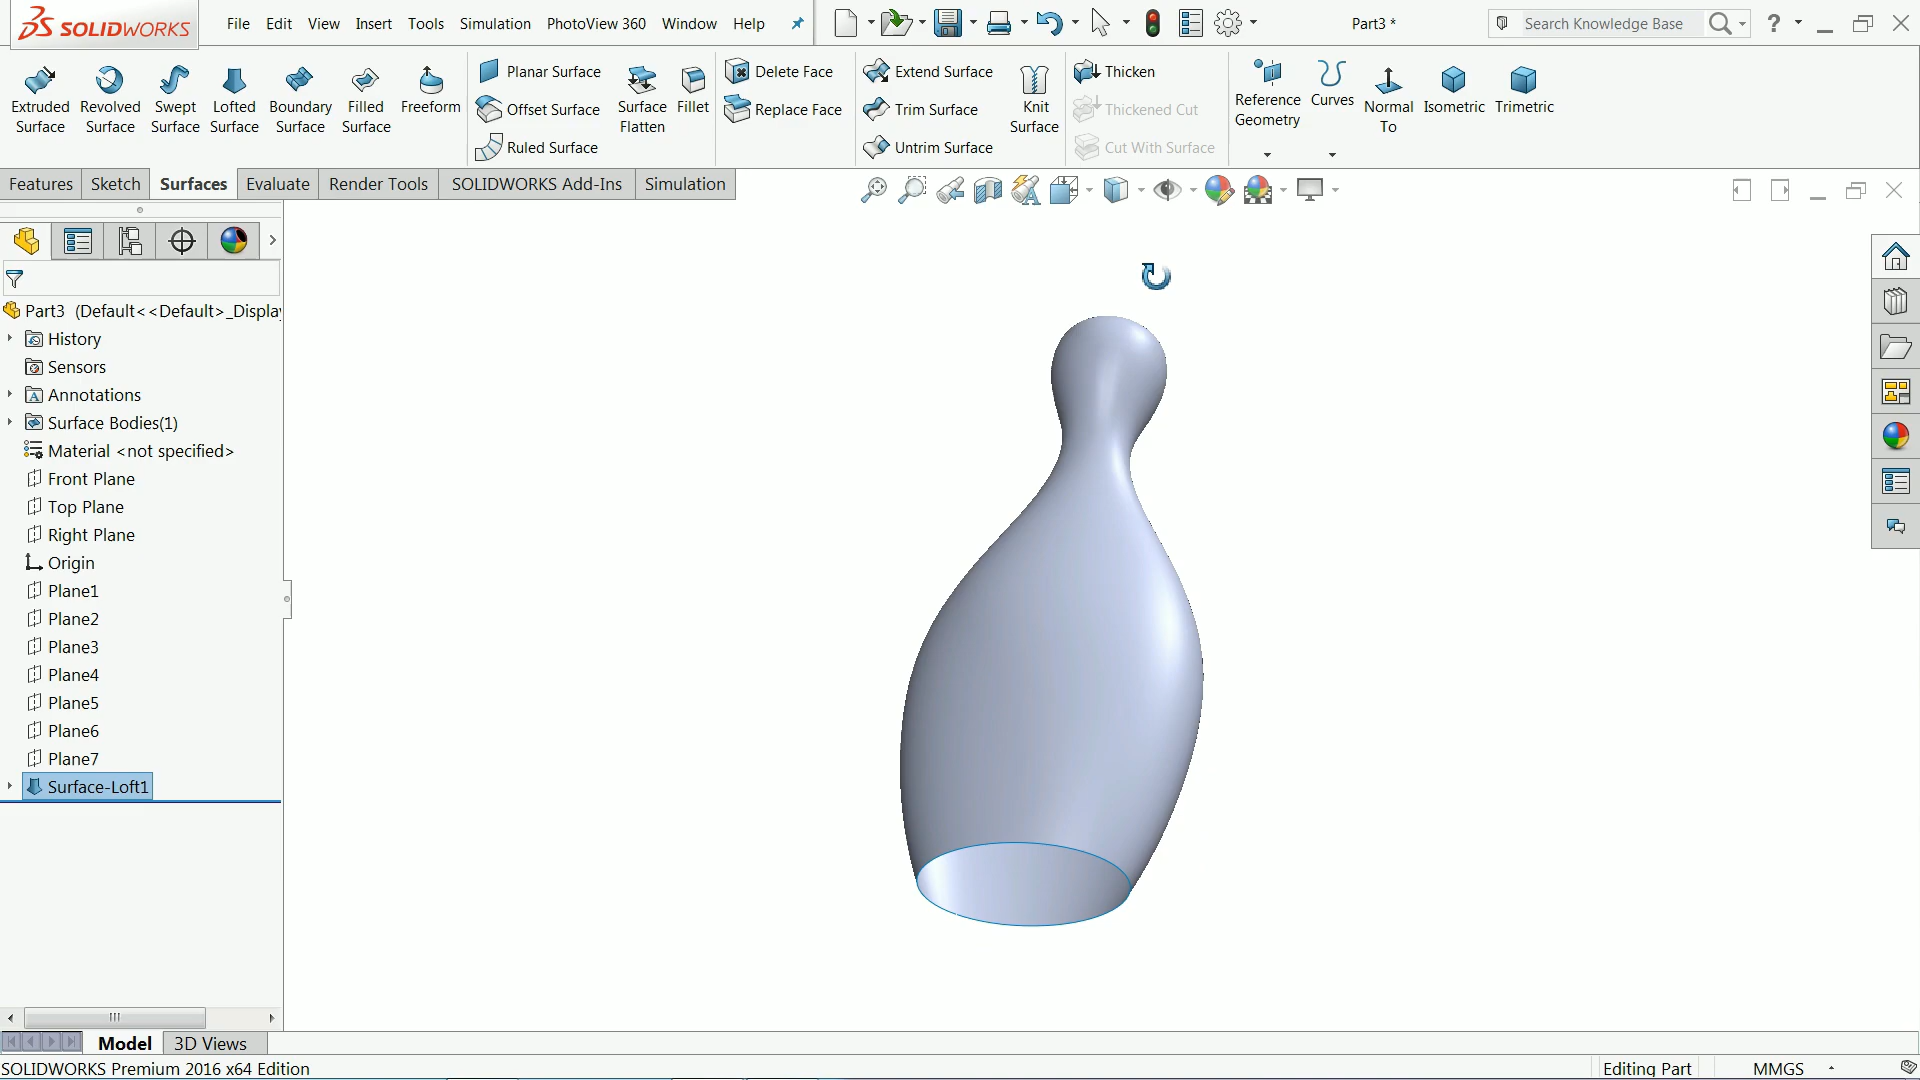 SOLIDWORKS File Edit View Insert Tools Simulation PhotoView 360 Window Help Part3 * Search Knowledge Base ?
Extruded Surface
Revolved Surface
Swept Surface
Lofted Surface
Boundary Surface
Filled Surface
Freeform
Planar Surface
Offset Surface
Ruled Surface
Surface Flatten
Fillet
Delete Face
Replace Face
Extend Surface
Trim Surface
Untrim Surface
Knit Surface
Thicken
Thickened Cut
Cut With Surface
Reference Geometry
Curves
Normal To
Isometric
Trimetric
Features Sketch Surfaces Evaluate Render Tools SOLIDWORKS Add-Ins Simulation
Part3 (Default<<Default>_Displa
History
Sensors
Annotations
Surface Bodies(1)
Material <not specified>
Front Plane
Top Plane
Right Plane
Origin
Plane1
Plane2
Plane3
Plane4
Plane5
Plane6
Plane7
Surface-Loft1
Model 3D Views
SOLIDWORKS Premium 2016 x64 Edition Editing Part MMGS